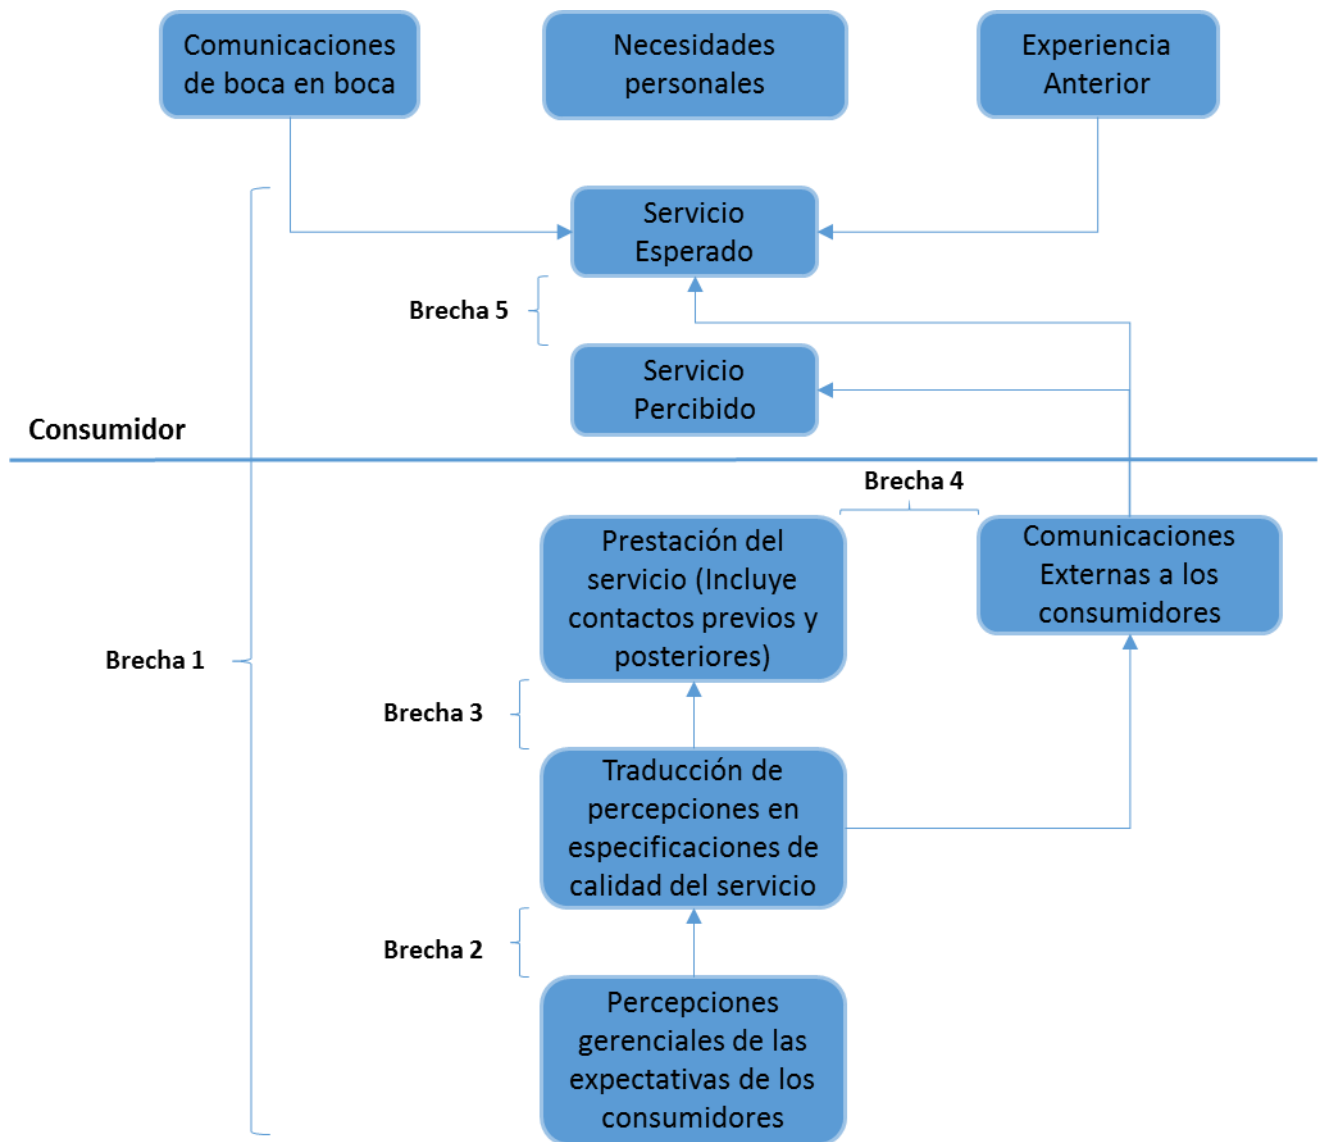 Comunicaciones
de boca en boca
Necesidades
personales
Experiencia
Anterior
Servicio
Esperado
Brecha 5
Servicio
Percibido
Consumidor
Brecha 4
Prestación del
servicio (Incluye
contactos previos y
posteriores)
Comunicaciones
Externas a los
consumidores
Brecha 1
Brecha 3
Traducción de
percepciones en
especificaciones de
calidad del servicio
Brecha 2
Percepciones
gerenciales de las
expectativas de los
consumidores